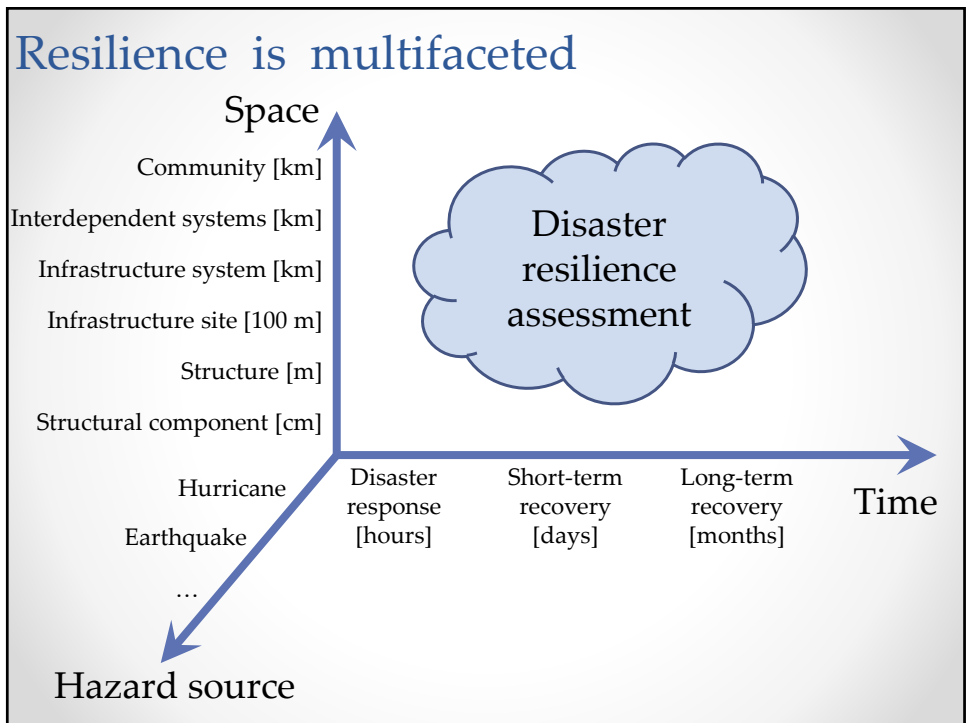 Resilience is multifaceted
Space
Community [km]
Interdependent systems [km]
Infrastructure system [km]
Infrastructure site [100 m]
Structure [m]
Structural component [cm]
Disaster
resilience
assessment
Hurricane
Earthquake
...
Hazard source
Disaster
response
[hours]
Short-term
recovery
[days]
Long-term
recovery
[months]
Time